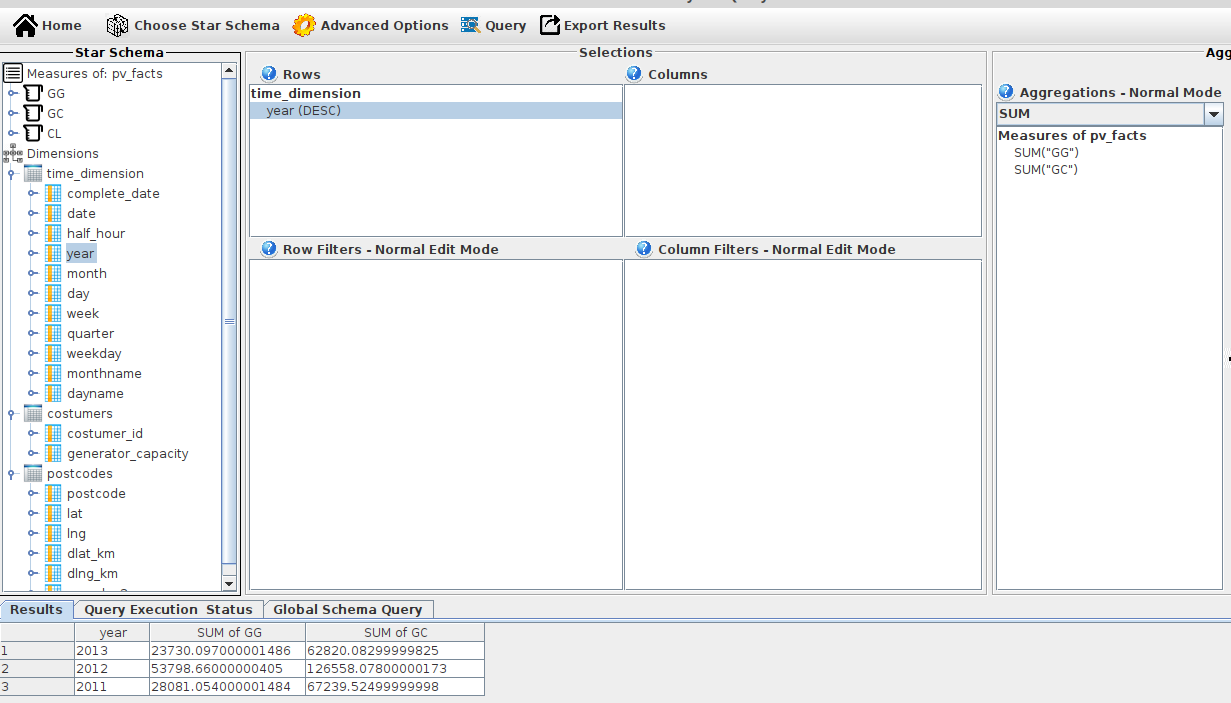 Home Choose Star Schema Advanced Options Query Export Results
Star Schema
Measures of: pv_facts
GG
GC
CL
Dimensions
time_dimension
complete_date
date
half_hour
year
month
day
week
quarter
weekday
monthname
dayname
costumers
costumer_id
generator_capacity
postcodes
postcode
lat
lng
dlat_km
dlng_km
Selections
Rows
time_dimension
year (DESC)
Columns
Row Filters - Normal Edit Mode
Column Filters - Normal Edit Mode
Agg
Aggregations - Normal Mode
SUM
Measures of pv_facts
SUM("GG")
SUM("GC")
Results Query Execution Status Global Schema Query
year SUM of GG SUM of GC
1 2013 23730.097000001486 62820.08299999825
2 2012 53798.66000000405 126558.07800000173
3 2011 28081.054000001484 67239.52499999998